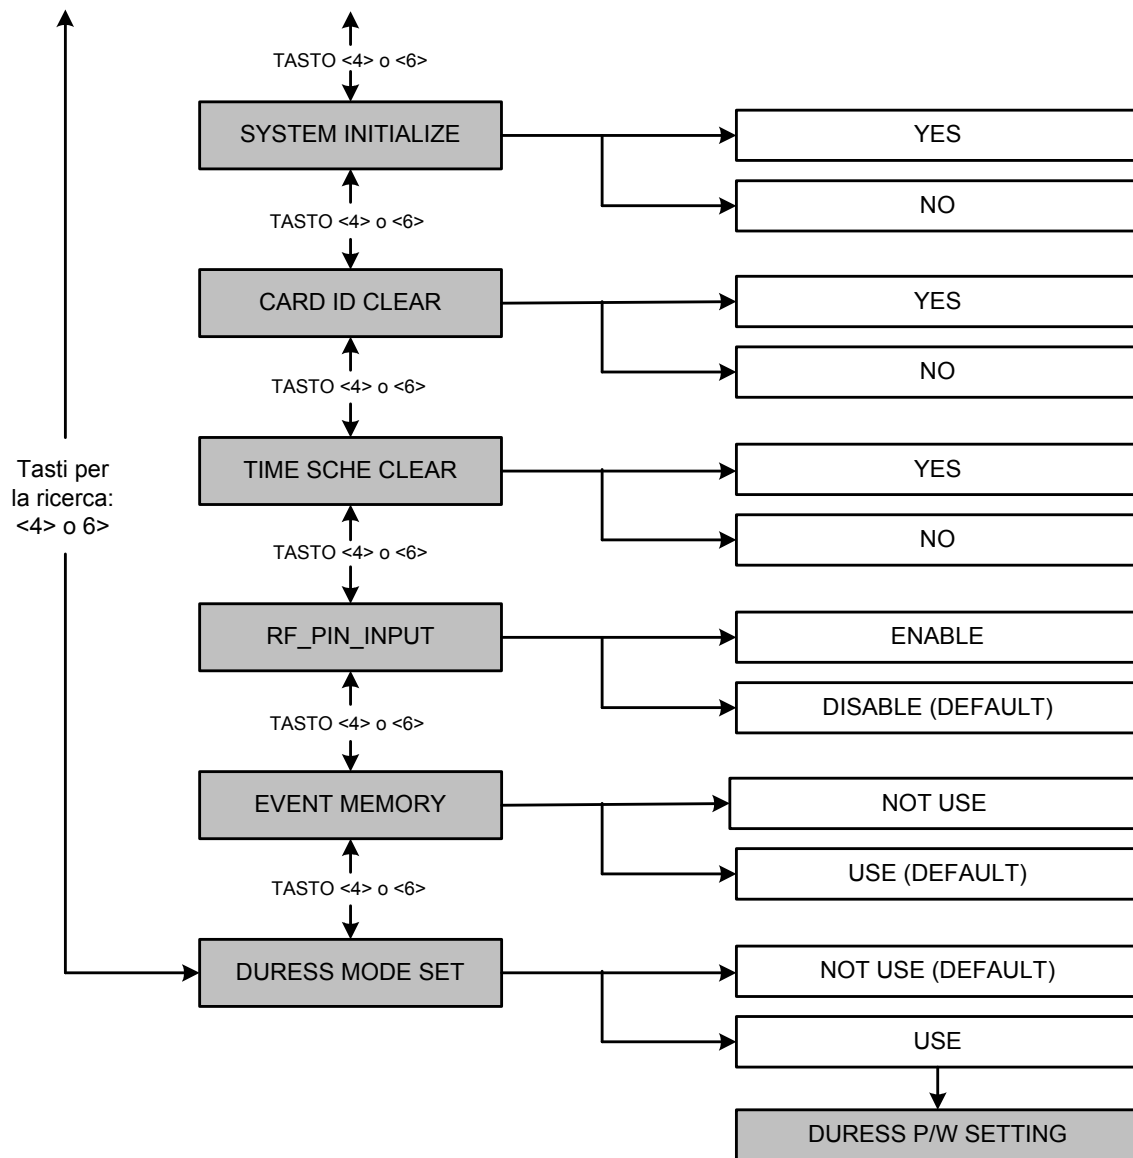 TASTO <4> o <6>
SYSTEM INITIALIZE
YES
NO
TASTO <4> o <6>
CARD ID CLEAR
YES
NO
TASTO <4> o <6>
TIME SCHE CLEAR
YES
NO
Tasti per
la ricerca:
<4> o 6>
TASTO <4> o <6>
RF_PIN_INPUT
ENABLE
DISABLE (DEFAULT)
TASTO <4> o <6>
EVENT MEMORY
NOT USE
USE (DEFAULT)
TASTO <4> o <6>
DURESS MODE SET
NOT USE (DEFAULT)
USE
DURESS P/W SETTING